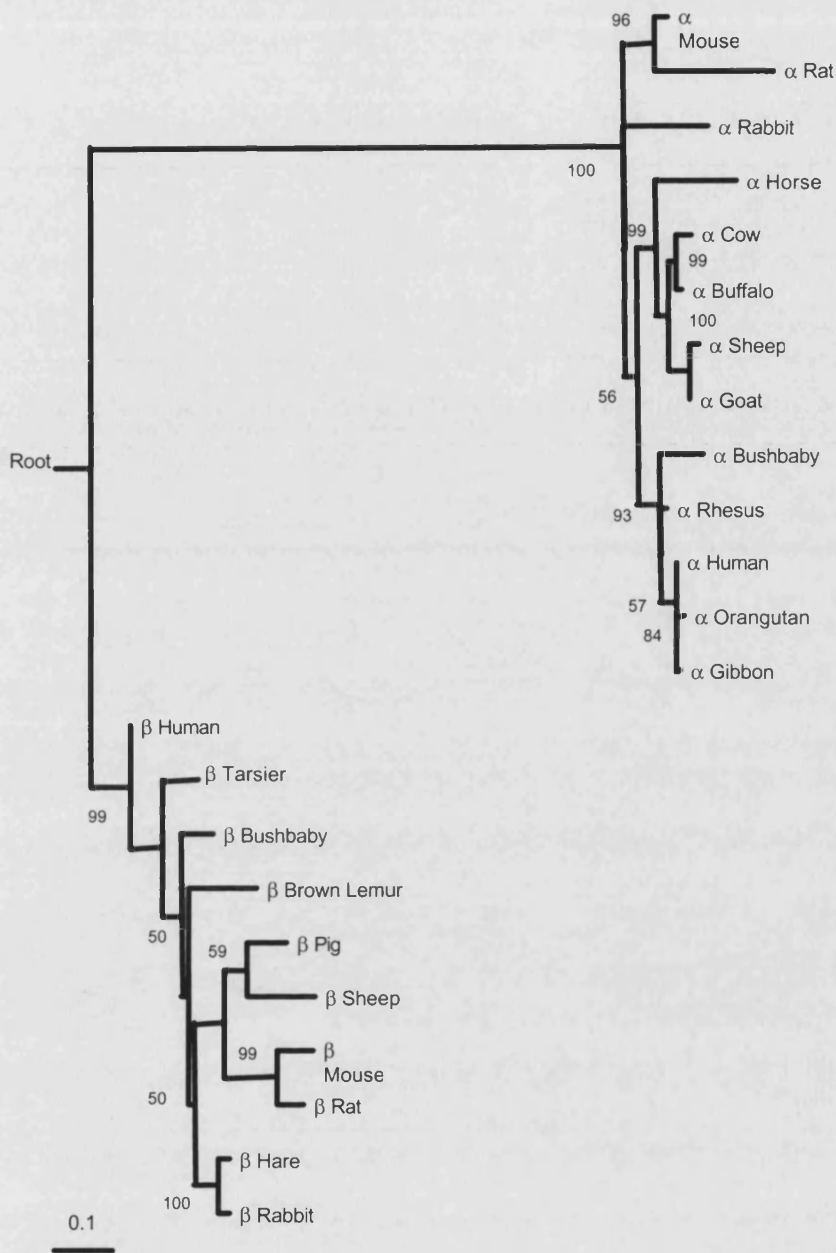 96
α
Mouse
α Rat
α Rabbit
100
α Horse
99
α Cow
99
α Buffalo
100
α Sheep
56
α Goat
Root
α Bushbaby
93
α Rhesus
α Human
57
α Orangutan
84
α Gibbon
β Human
β Tarsier
99
β Bushbaby
β Brown Lemur
50
59
β Pig
β Sheep
99
β
Mouse
50
β Rat
β Hare
100
β Rabbit
0.1